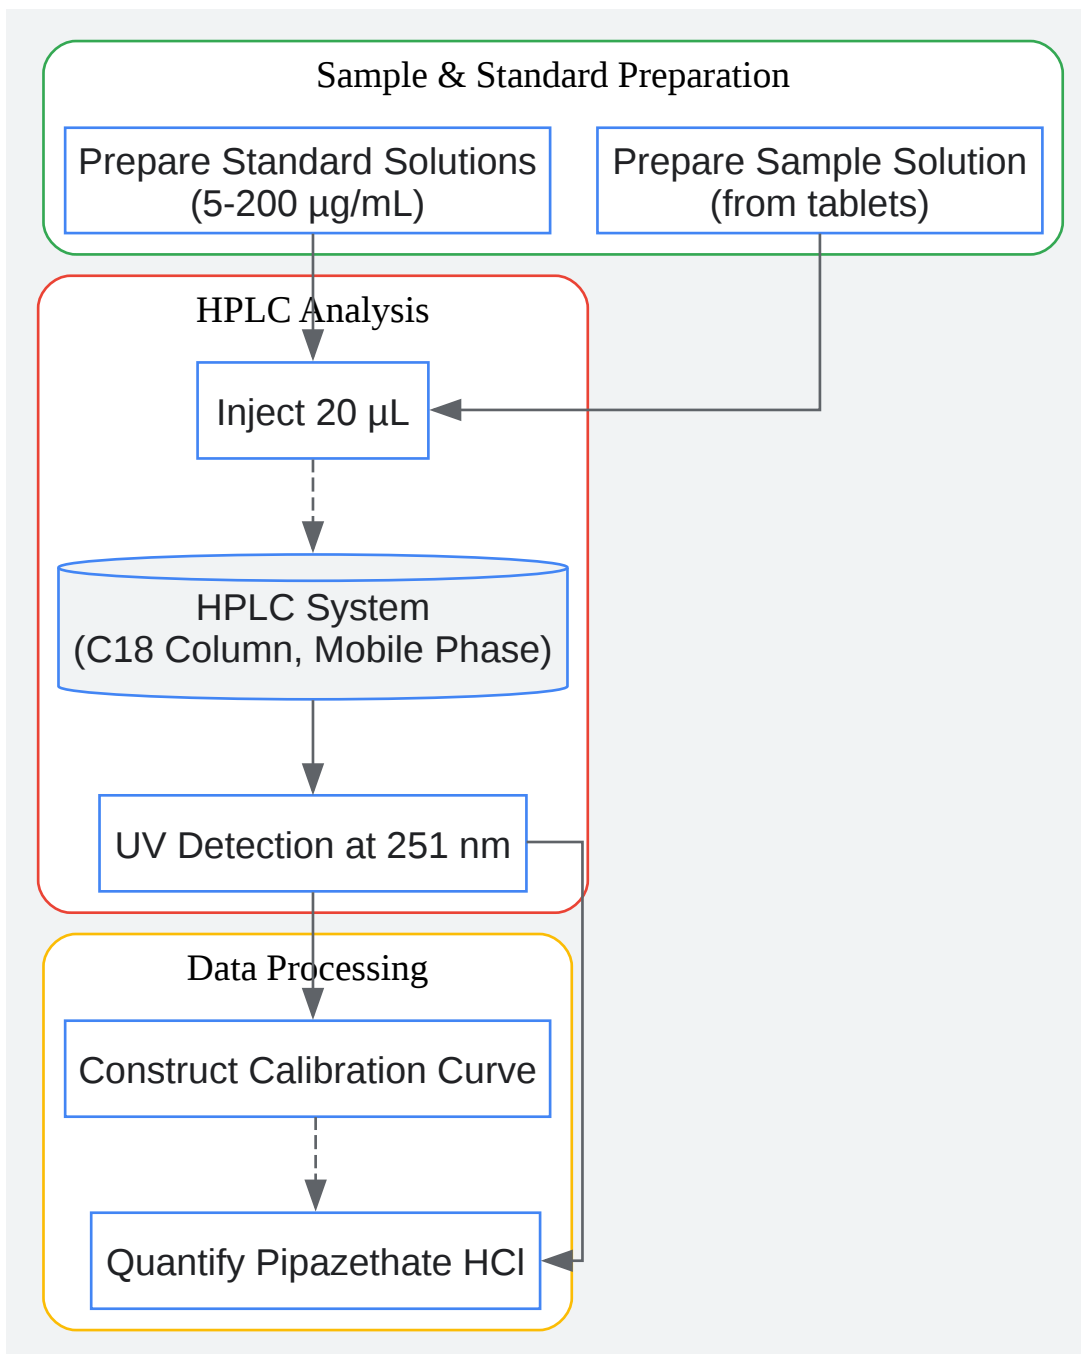 Sample & Standard Preparation
Prepare Standard Solutions
(5-200 µg/mL)
Prepare Sample Solution
(from tablets)
HPLC Analysis
Inject 20 µL
HPLC System
(C18 Column, Mobile Phase)
UV Detection at 251 nm
Data Processing
Construct Calibration Curve
Quantify Pipazethate HCl